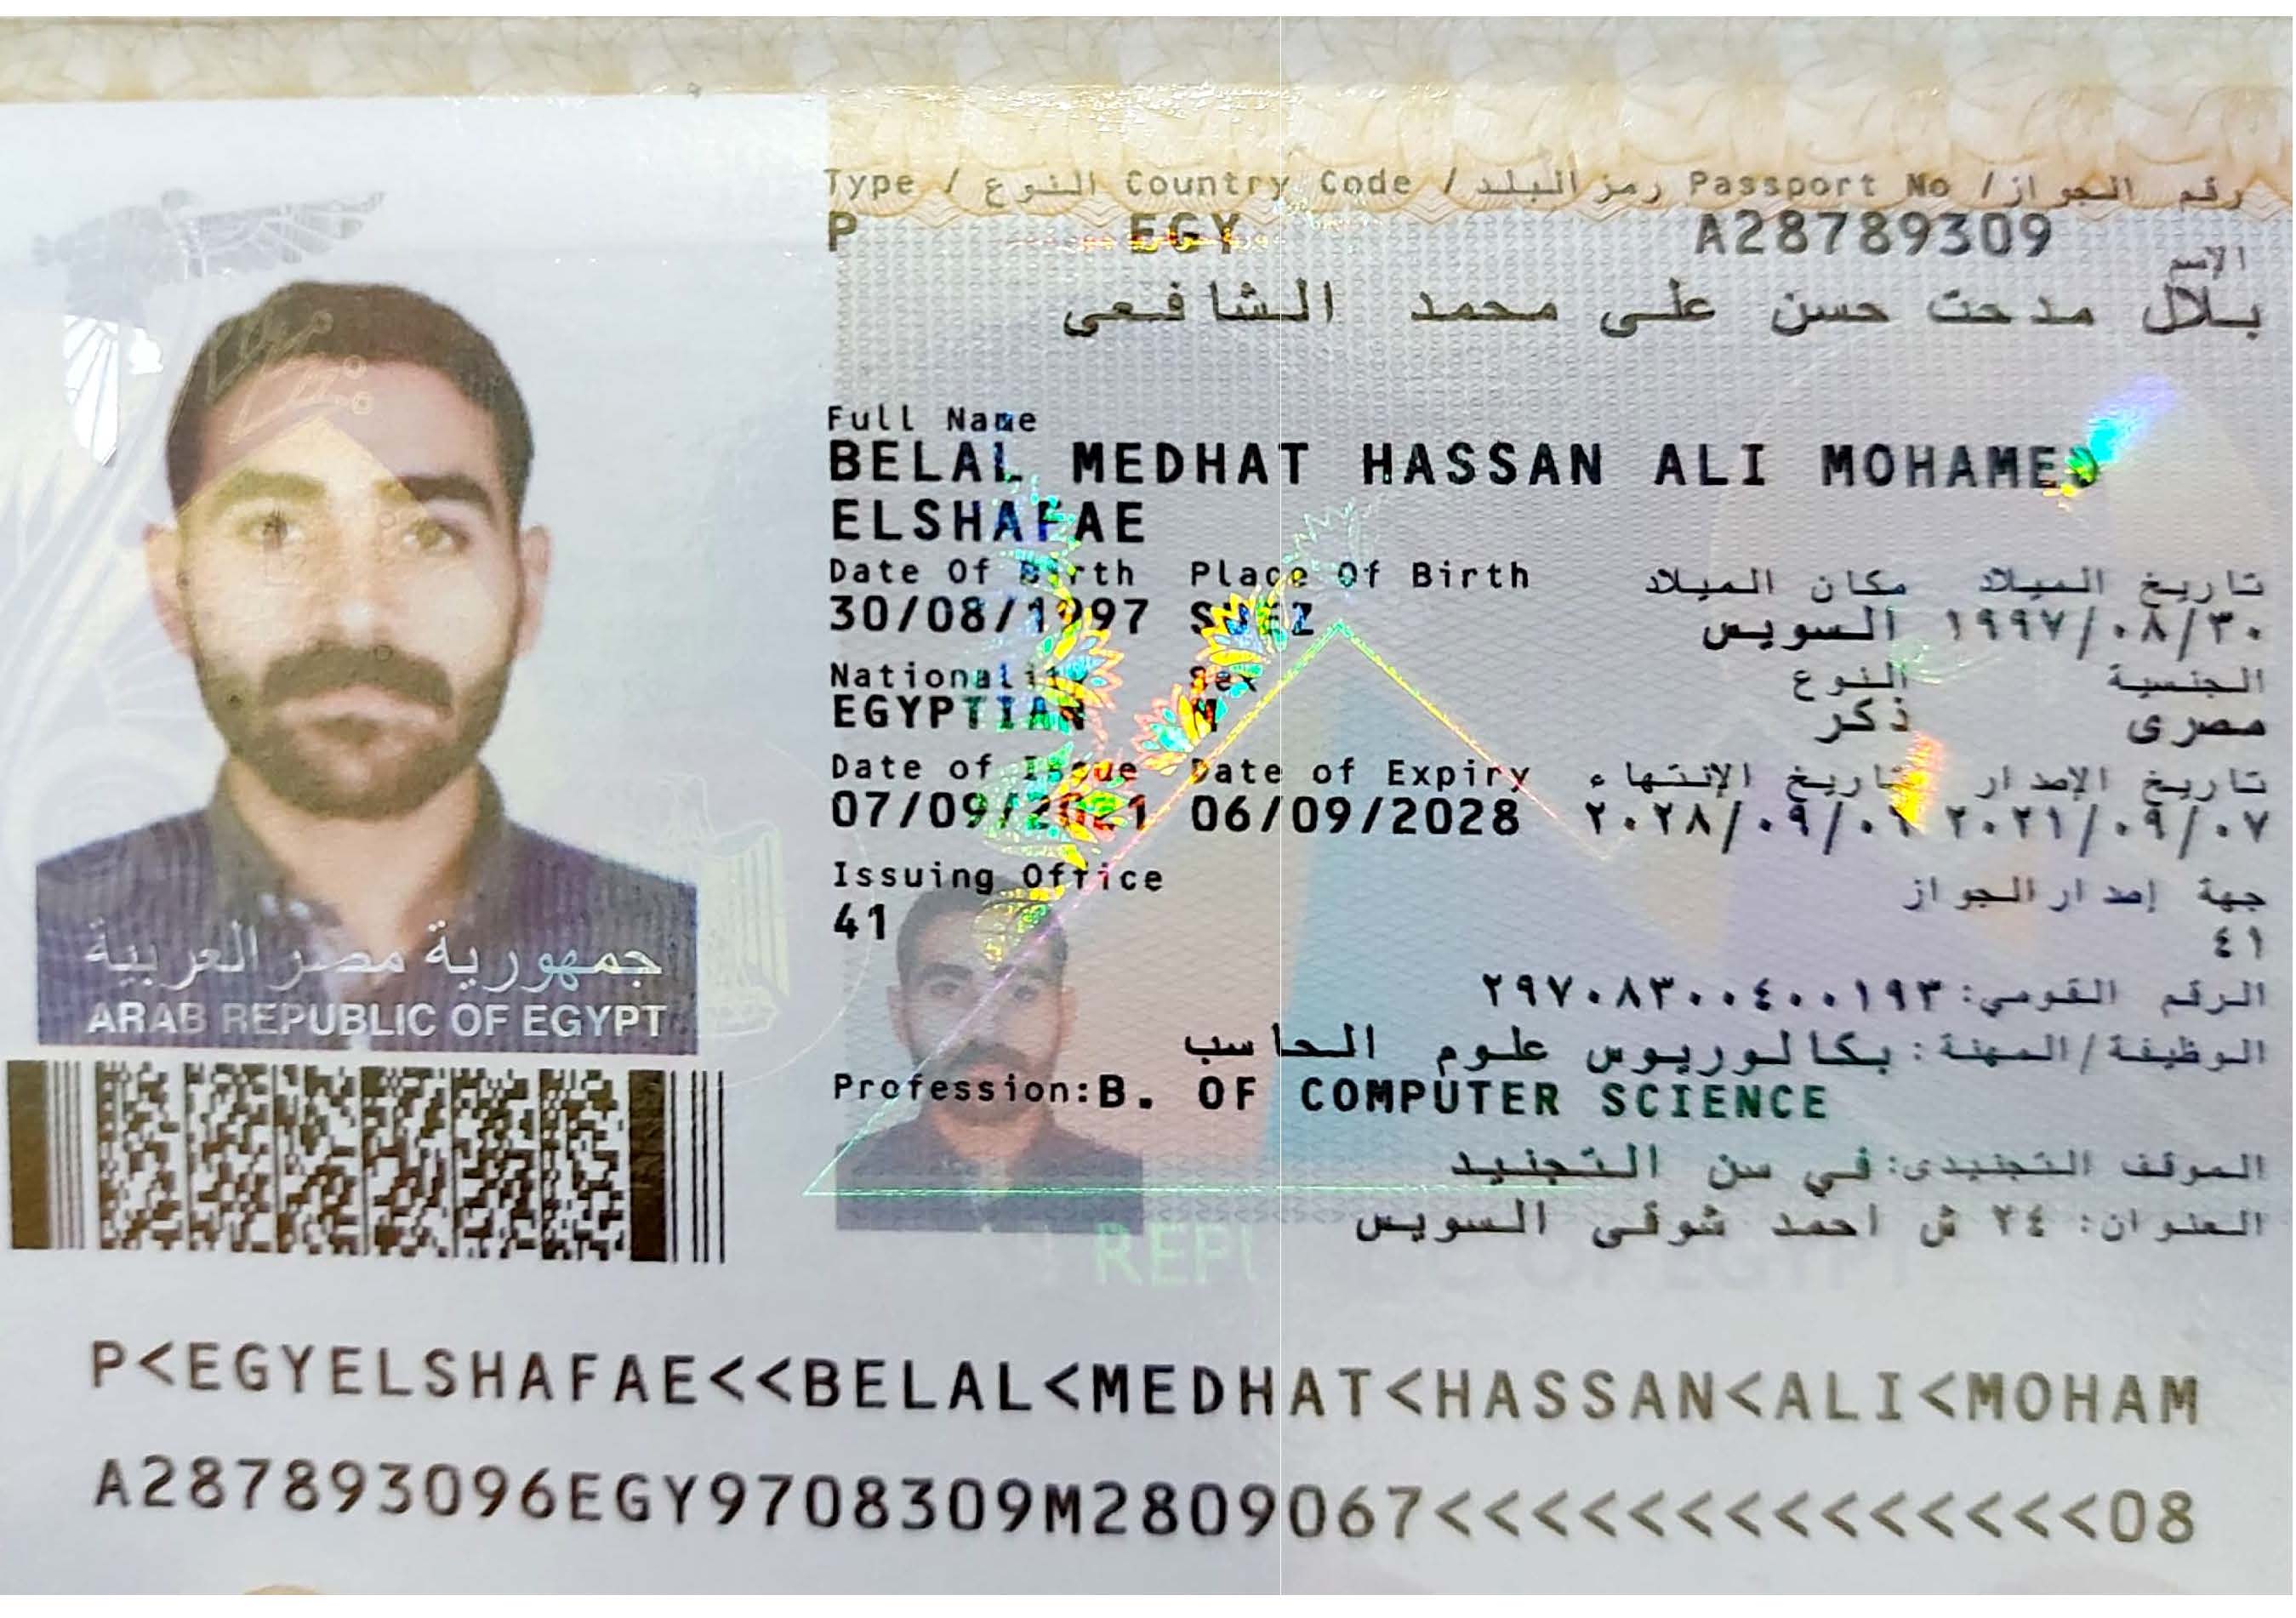 Type / النوع Country Code / رمز البلد Passport No / رقم الجواز
P EGY A28789309
الاسم
بلال مدحت حسن على محمد الشافعى
Full Name
BELAL MEDHAT HASSAN ALI MOHAMED
ELSHAFAE
Date Of Birth Place Of Birth مكان الميلاد تاريخ الميلاد
30/08/1997 SUEZ السويس ١٩٩٧/٠٨/٣٠
Nationality Sex النوع الجنسية
EGYPTIAN M ذكر مصرى
Date of Issue Date of Expiry تاريخ الإنتهاء تاريخ الإصدار
07/09/2021 06/09/2028 ٢٠٢٨/٠٩/٠٦ ٢٠٢١/٠٩/٠٧
Issuing Office جهة إصدار الجواز
41 ٤١
الرقم القومي: ٢٩٧٠٨٣٠٠٤٠٠١٩٣
الوظيفة/المهنة: بكالوريوس علوم الحاسب
Profession: B. OF COMPUTER SCIENCE
الموقف التجنيدى: في سن التجنيد
العنوان: ٢٤ ش احمد شوقى السويس
جمهورية مصر العربية
ARAB REPUBLIC OF EGYPT
P<EGYELSHAFAE<<BELAL<MEDHAT<HASSAN<ALI<MOHAM
A287893096EGY9708309M2809067<<<<<<<<<<<<<<08